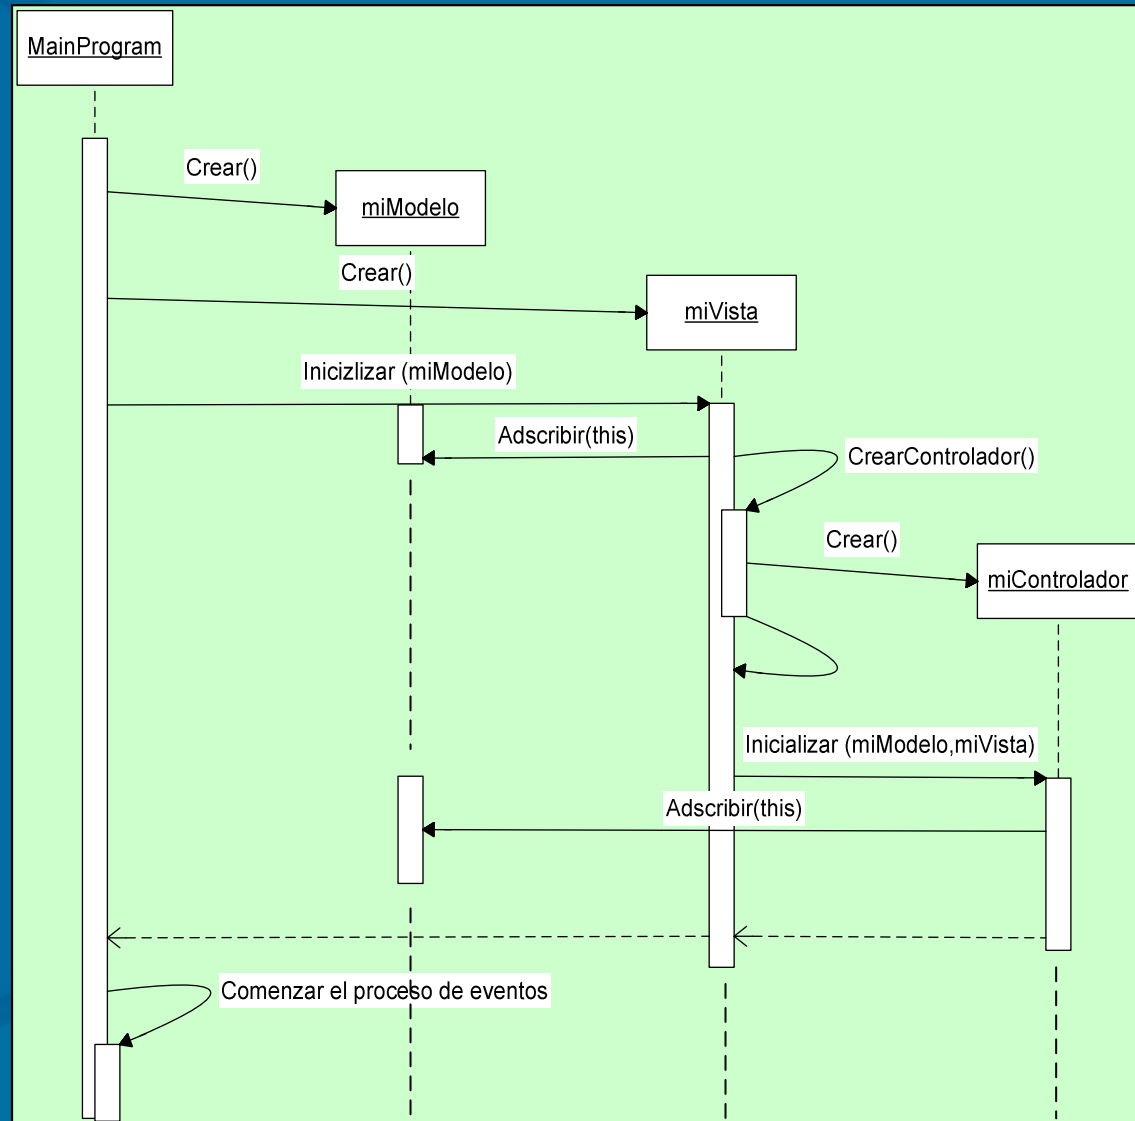 MainProgram
Crear()
miModelo
Crear()
miVista
Inicizlizar (miModelo)
Adscribir(this)
CrearControlador()
Crear()
miControlador
Inicializar (miModelo,miVista)
Adscribir(this)
Comenzar el proceso de eventos